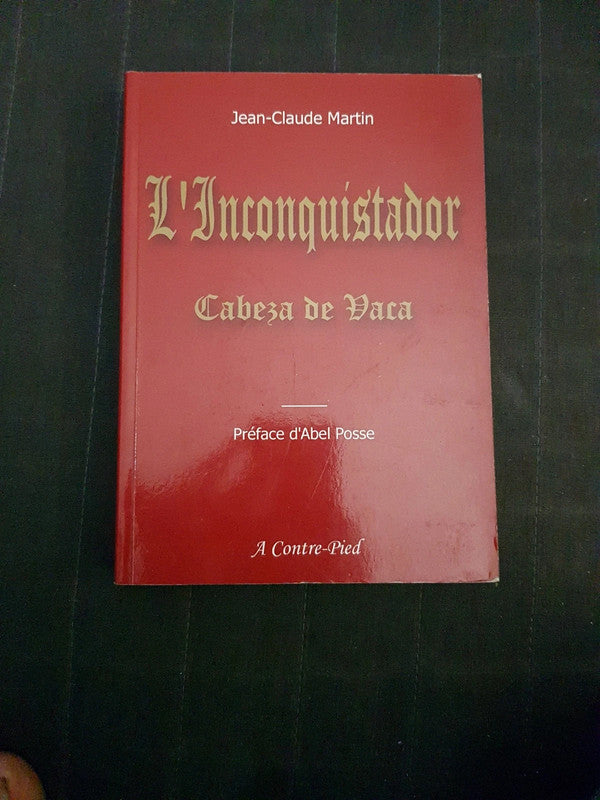 Jean-Claude Martin
L'Inconquistador
Cabeza de Vaca
Préface d'Abel Posse
A Contre-Pied